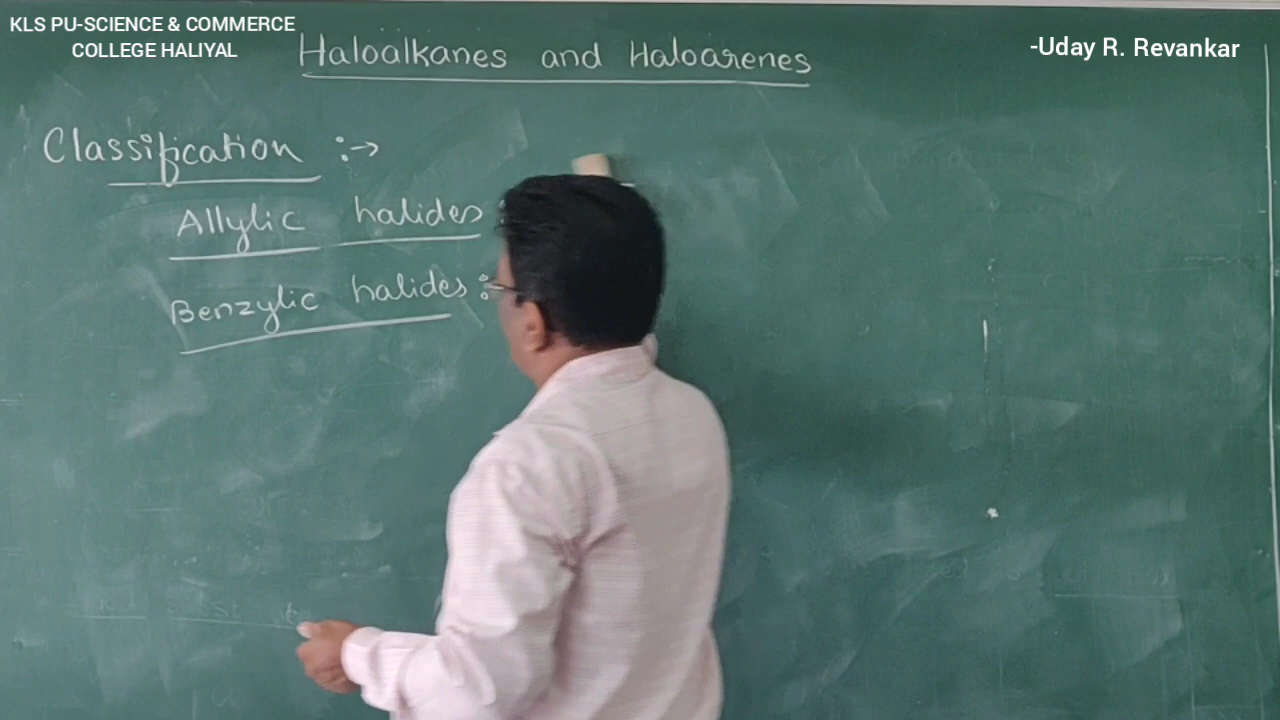 KLS PU-SCIENCE & COMMERCE
COLLEGE HALIYAL
-Uday R. Revankar
Haloalkanes and Haloarenes
Classification :→
Allylic halides :
Benzylic halides :